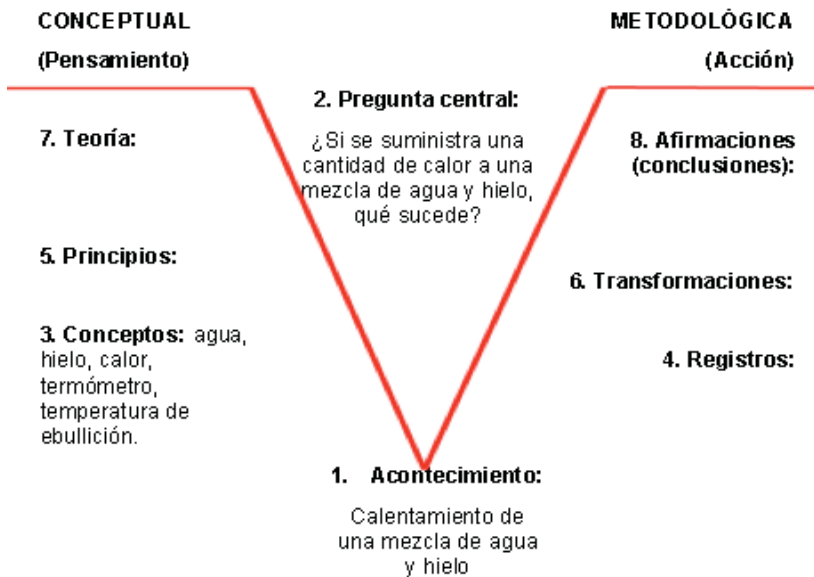 CONCEPTUAL
(Pensamiento)
METODOLÓGICA
(Acción)
2. Pregunta central:
¿Si se suministra una
cantidad de calor a una
mezcla de agua y hielo,
qué sucede?
7. Teoría:
5. Principios:
3. Conceptos: agua,
hielo, calor,
termómetro,
temperatura de
ebullición.
8. Afirmaciones
(conclusiones):
6. Transformaciones:
4. Registros:
1. Acontecimiento:
Calentamiento de
una mezcla de agua
y hielo